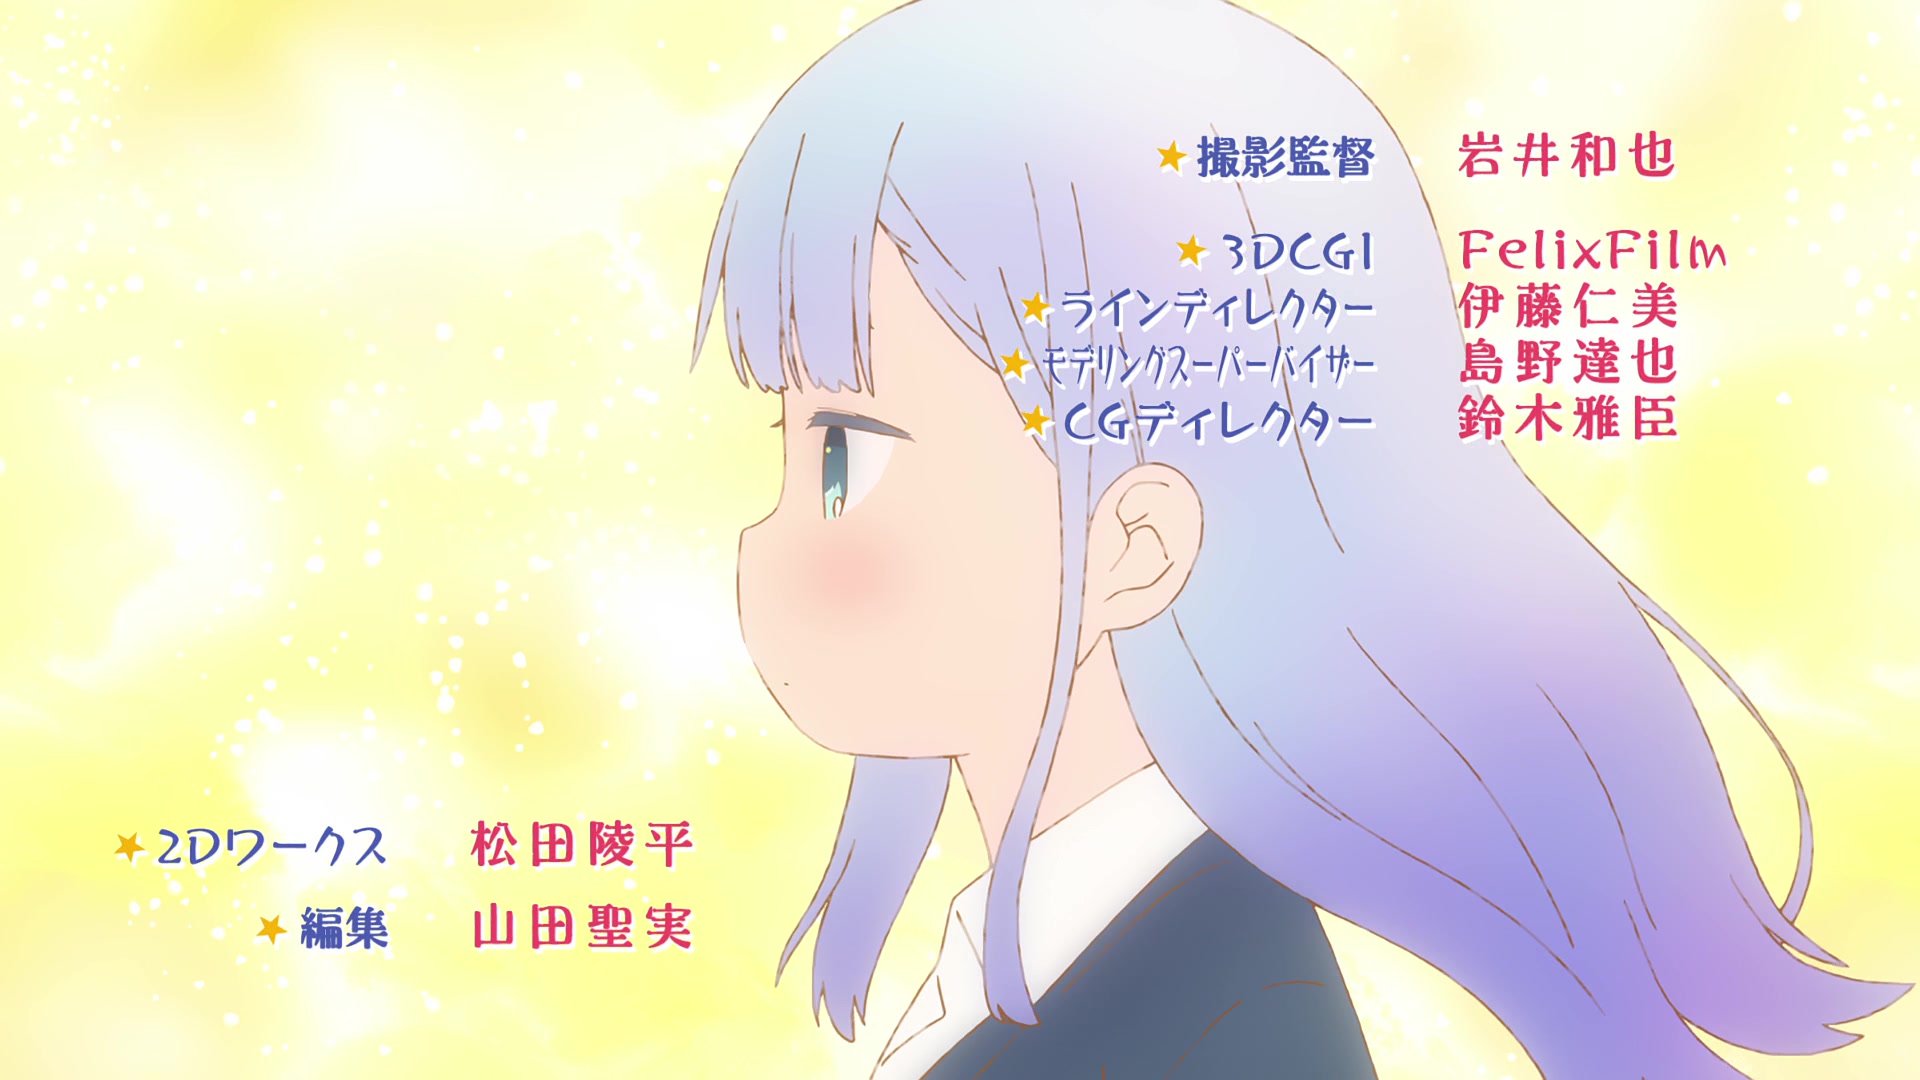 ★撮影監督 岩井和也
★3DCGI FelixFilm
★ラインディレクター 伊藤仁美
★モデリングスーパーバイザー 島野達也
★CGディレクター 鈴木雅臣
★2Dワークス 松田陵平
★編集 山田聖実